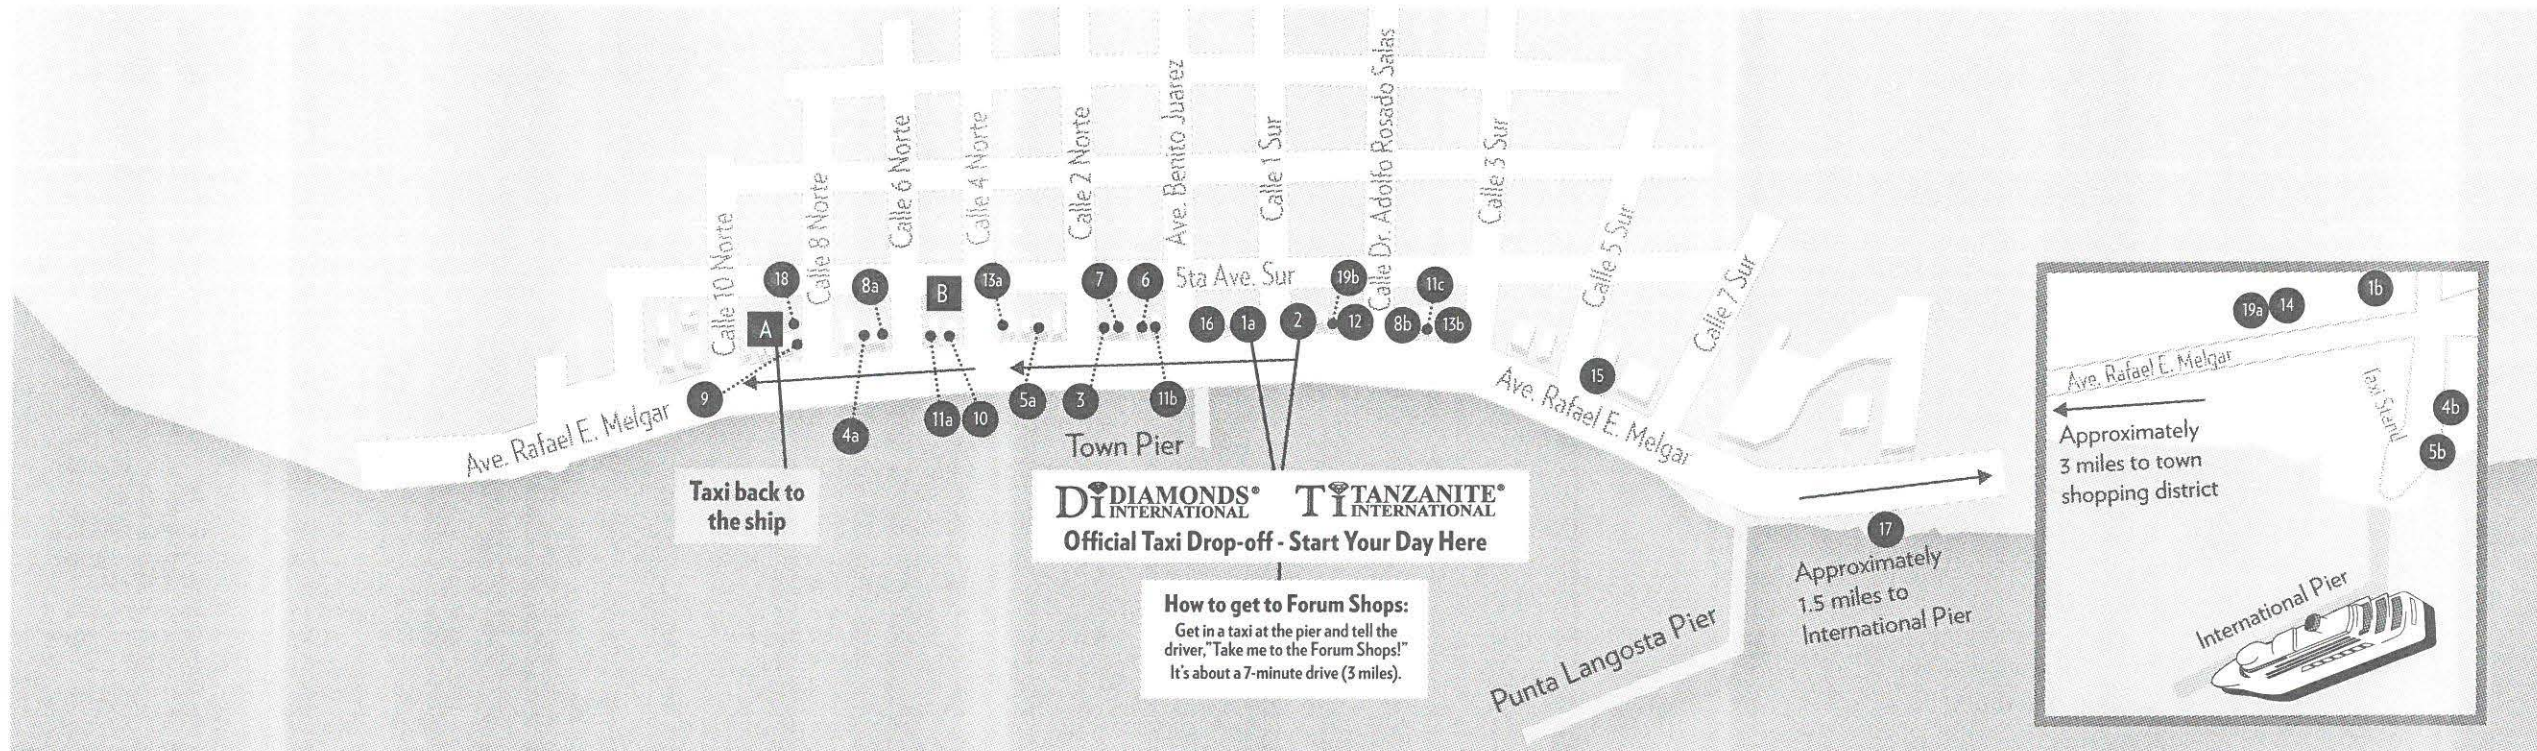 Calle 10 Norte
Calle 8 Norte
Calle 6 Norte
Calle 4 Norte
Calle 2 Norte
Ave. Benito Juarez
Calle 1 Sur
Calle Dr. Adolfo Rosado Salas
Calle 3 Sur
Calle 5 Sur
Calle 7 Sur
5ta Ave. Sur
18
8a
B
13a
7
6
19b
11c
A
16
1a
2
12
8b
13b
15
9
4a
11a
10
5a
3
11b
Ave. Rafael E. Melgar
Town Pier
Ave. Rafael E. Melgar
Taxi back to
the ship
DI DIAMONDS®
INTERNATIONAL
TI TANZANITE®
INTERNATIONAL
Official Taxi Drop-off - Start Your Day Here
How to get to Forum Shops:
Get in a taxi at the pier and tell the
driver,"Take me to the Forum Shops!"
It's about a 7-minute drive (3 miles).
17
Approximately
1.5 miles to
International Pier
Punta Langosta Pier
19a
14
1b
Ave. Rafael E. Melgar
Taxi Stand
4b
5b
Approximately
3 miles to town
shopping district
International Pier